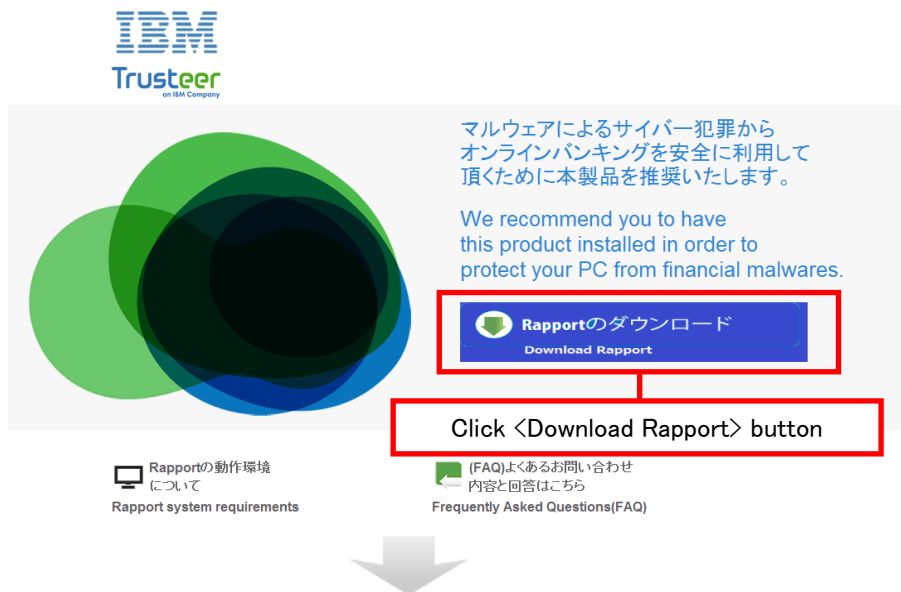 IBM
Trusteer
an IBM Company
マルウェアによるサイバー犯罪から
オンラインバンキングを安全に利用して
頂くために本製品を推奨いたします。
We recommend you to have
this product installed in order to
protect your PC from financial malwares.
Rapportのダウンロード
Download Rapport
Click <Download Rapport> button
Rapportの動作環境
について
Rapport system requirements
(FAQ)よくあるお問い合わせ
内容と回答はこちら
Frequently Asked Questions(FAQ)